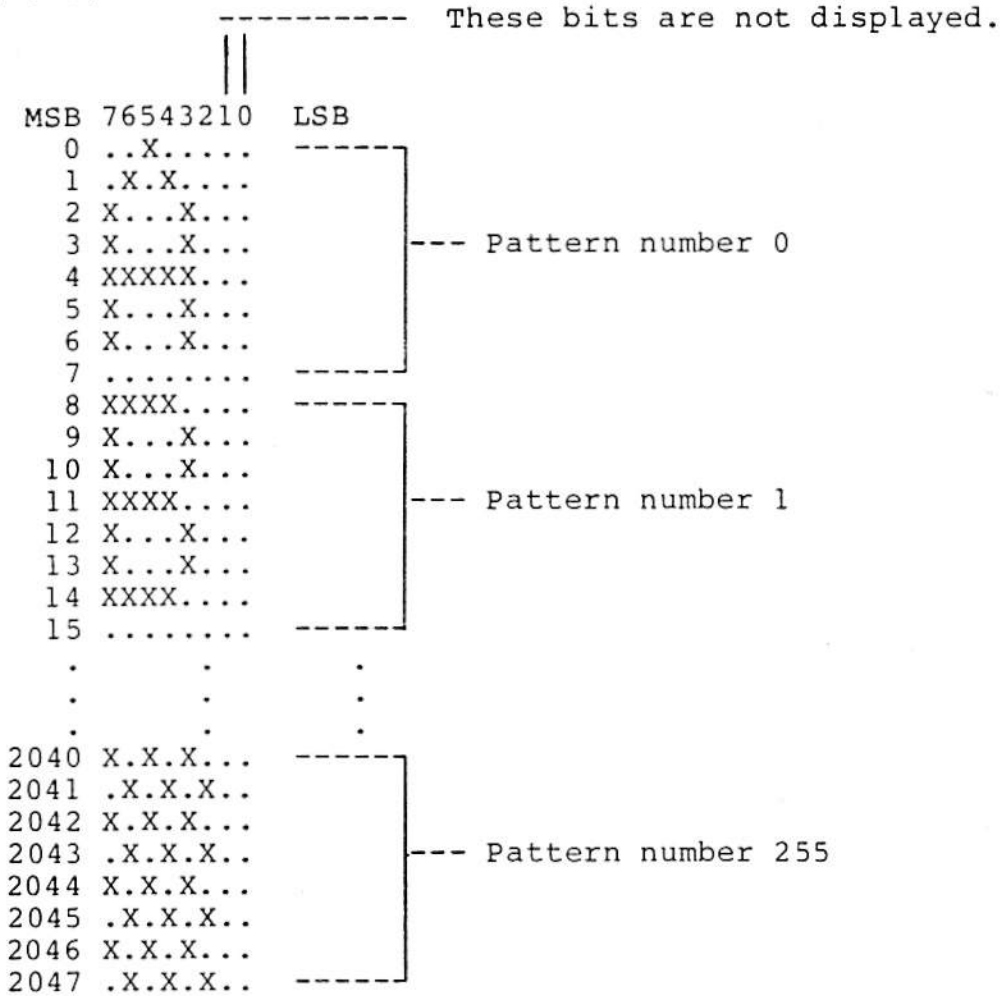 --------- These bits are not displayed.
||
MSB 76543210 LSB
0 ..X..... ------
1 .X.X....
2 X...X...
3 X...X... --- Pattern number 0
4 XXXXX...
5 X...X...
6 X...X...
7 ........ ------
8 XXXX.... ------
9 X...X...
10 X...X...
11 XXXX.... --- Pattern number 1
12 X...X...
13 X...X...
14 XXXX....
15 ........ ------
. . .
. . .
. . .
2040 X.X.X... ------
2041 .X.X.X..
2042 X.X.X...
2043 .X.X.X.. --- Pattern number 255
2044 X.X.X...
2045 .X.X.X..
2046 X.X.X...
2047 .X.X.X.. ------